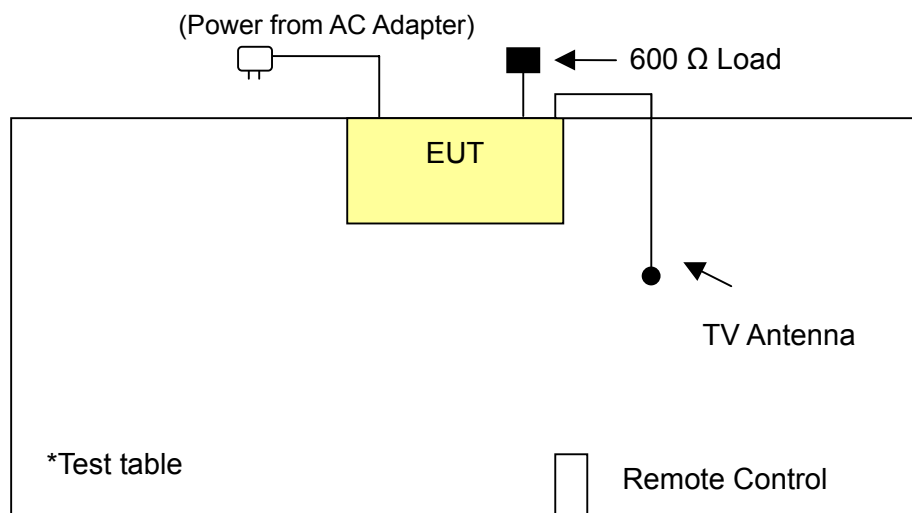 (Power from AC Adapter)
600 Ω Load
EUT
TV Antenna
*Test table
Remote Control